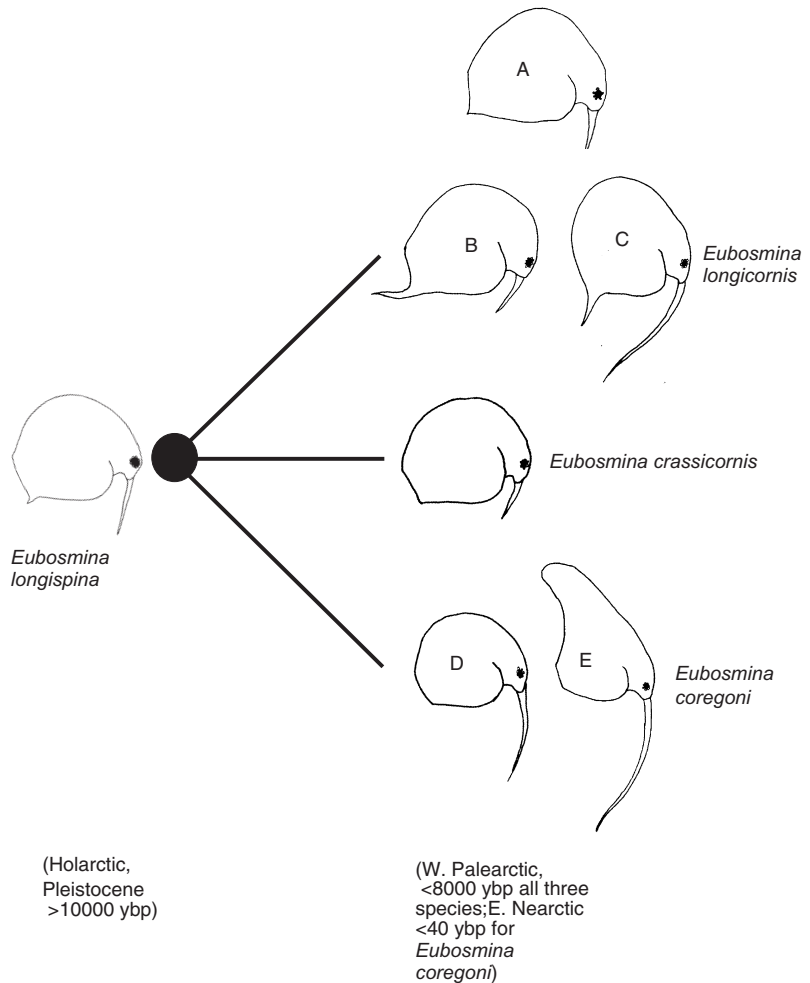 A
B
C
Eubosmina
longicornis
Eubosmina crassicornis
Eubosmina
longispina
D
E
Eubosmina
coregoni
(Holarctic,
Pleistocene
>10000 ybp)
(W. Palearctic,
<8000 ybp all three
species;E. Nearctic
<40 ybp for
Eubosmina
coregoni)